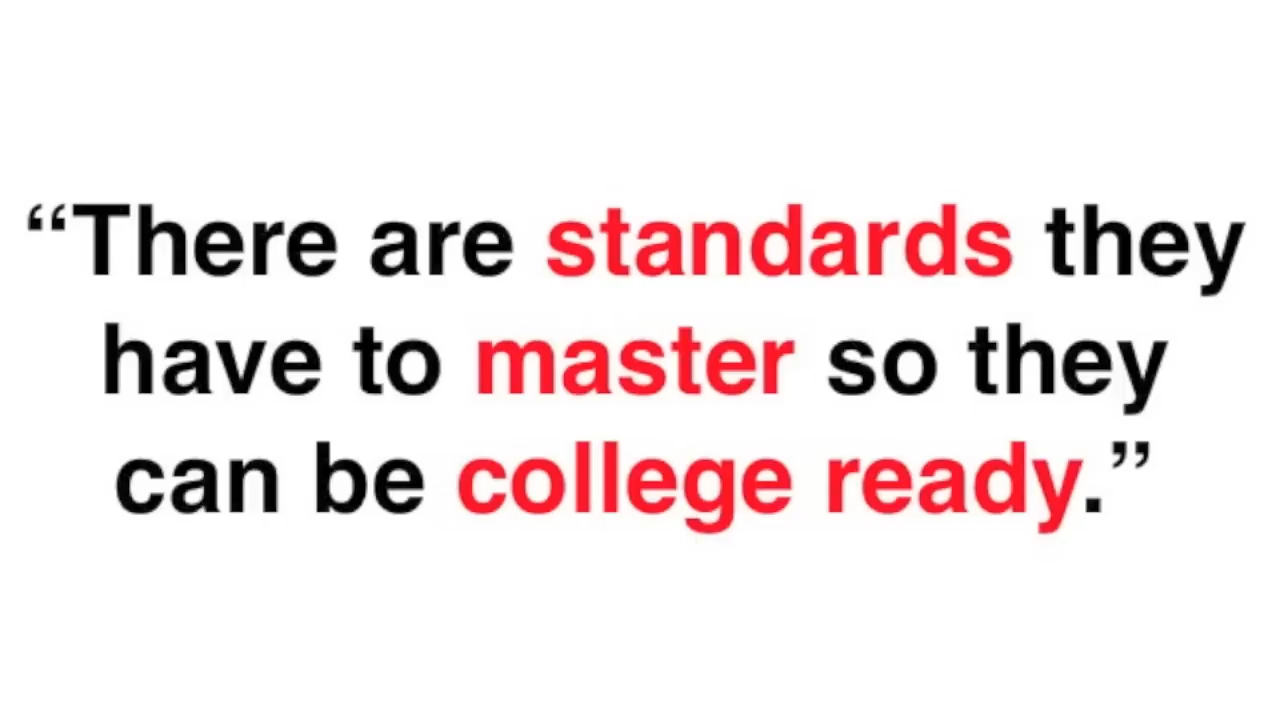 “There are standards they
have to master so they
can be college ready.”